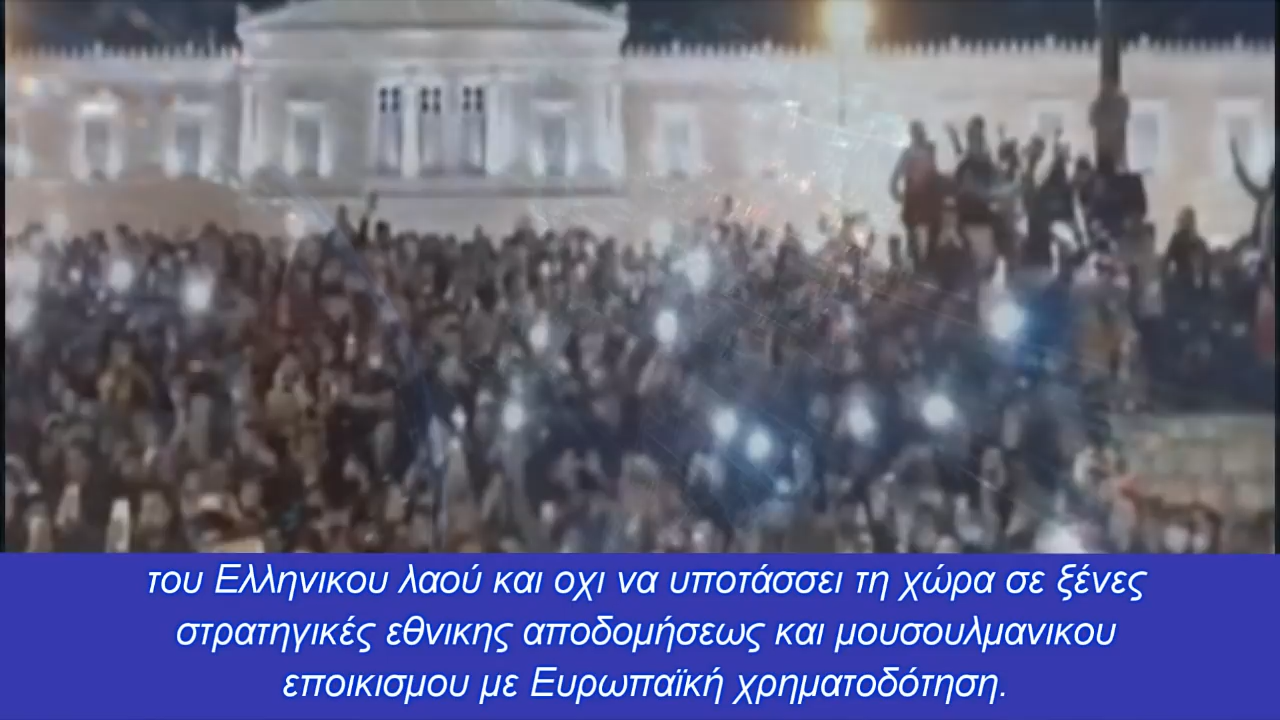 του Ελληνικου λαού και οχι να υποτάσσει τη χώρα σε ξένες
στρατηγικές εθνικης αποδομήσεως και μουσουλμανικου
εποικισμου με Ευρωπαϊκή χρηματοδότηση.